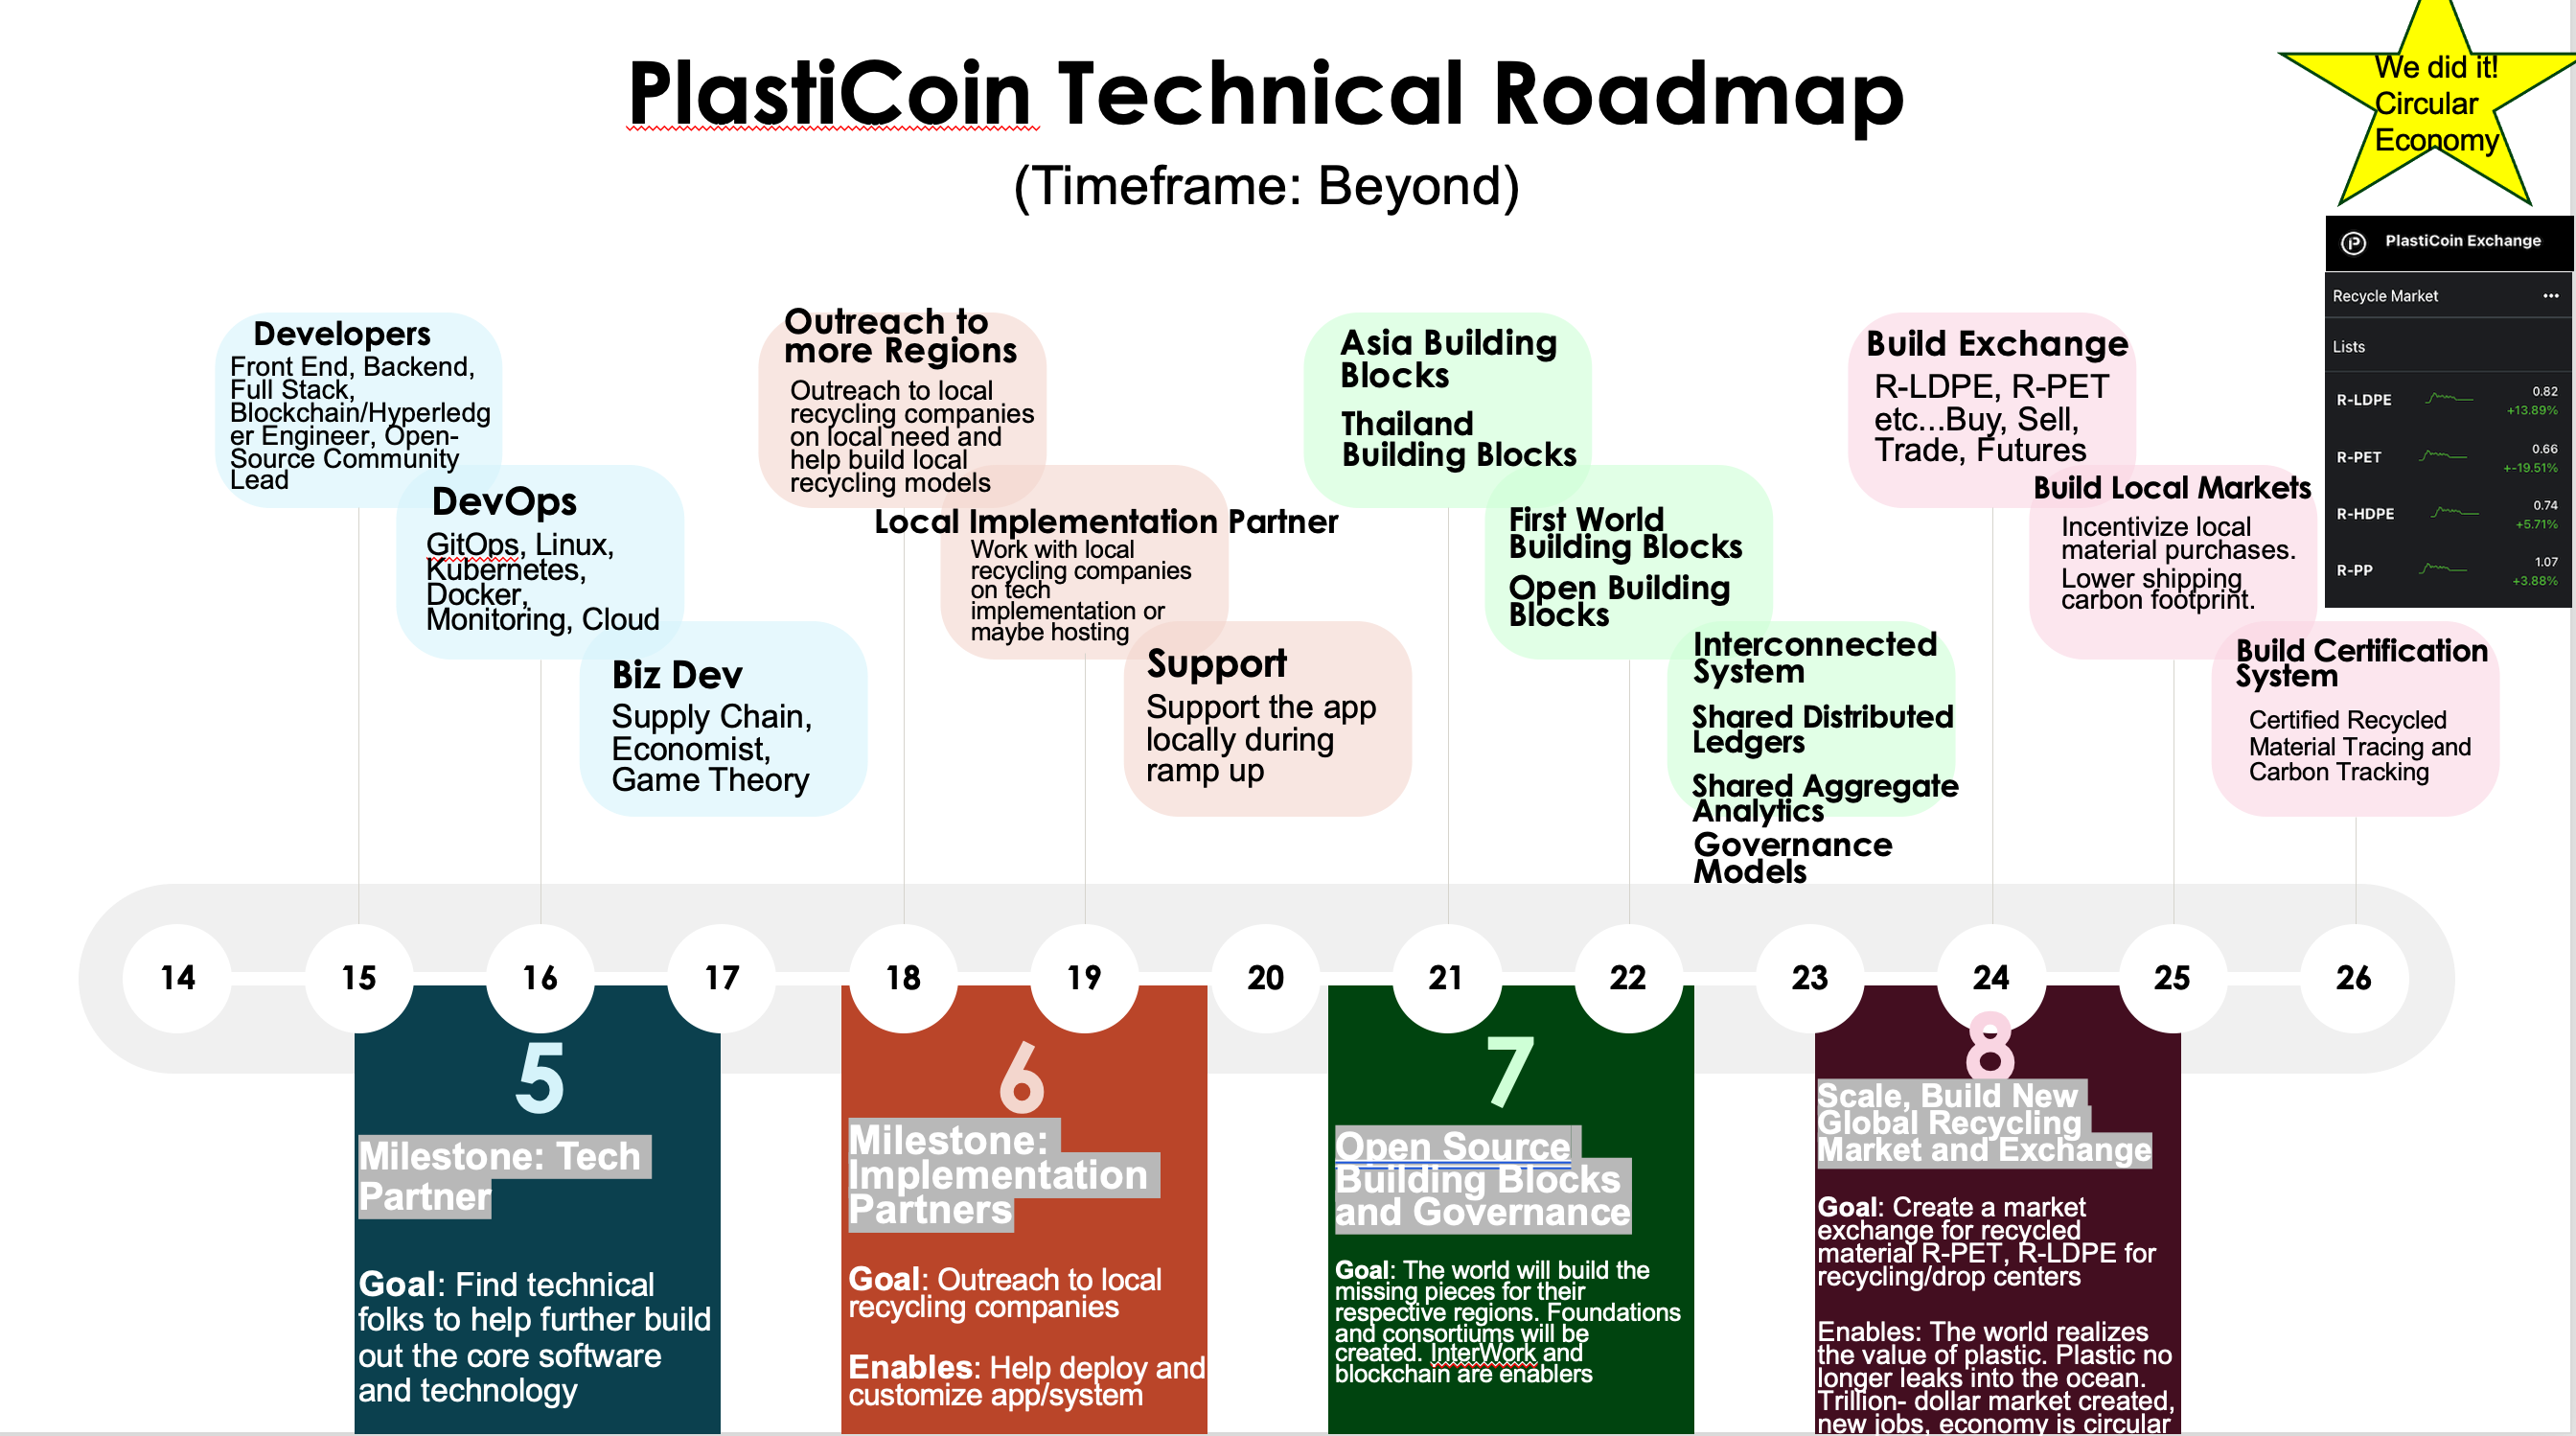 PlastiCoin Technical Roadmap
(Timeframe: Beyond)
We did it!
Circular
Economy
PlastiCoin Exchange
Recycle Market
Lists
R-LDPE
0.82
+13.89%
R-PET
0.66
+-19.51%
R-HDPE
0.74
+5.71%
R-PP
1.07
+3.88%
Developers
Front End, Backend,
Full Stack,
Blockchain/Hyperledg
er Engineer, Open-
Source Community
Lead
DevOps
GitOps, Linux,
Kubernetes,
Docker,
Monitoring, Cloud
Biz Dev
Supply Chain,
Economist,
Game Theory
Outreach to
more Regions
Outreach to local
recycling companies
on local need and
help build local
recycling models
Local Implementation Partner
Work with local
recycling companies
on tech
implementation or
maybe hosting
Support
Support the app
locally during
ramp up
Asia Building
Blocks
Thailand
Building Blocks
First World
Building Blocks
Open Building
Blocks
Interconnected
System
Shared Distributed
Ledgers
Shared Aggregate
Analytics
Governance
Models
Build Exchange
R-LDPE, R-PET
etc...Buy, Sell,
Trade, Futures
Build Local Markets
Incentivize local
material purchases.
Lower shipping
carbon footprint.
Build Certification
System
Certified Recycled
Material Tracing and
Carbon Tracking
14
15
16
17
18
19
20
21
22
23
24
25
26
5
Milestone: Tech
Partner
Goal: Find technical
folks to help further build
out the core software
and technology
6
Milestone:
Implementation
Partners
Goal: Outreach to local
recycling companies
Enables: Help deploy and
customize app/system
7
Open Source
Building Blocks
and Governance
Goal: The world will build the
missing pieces for their
respective regions. Foundations
and consortiums will be
created. InterWork and
blockchain are enablers
8
Scale, Build New
Global Recycling
Market and Exchange
Goal: Create a market
exchange for recycled
material R-PET, R-LDPE for
recycling/drop centers
Enables: The world realizes
the value of plastic. Plastic no
longer leaks into the ocean.
Trillion- dollar market created,
new jobs, economy is circular